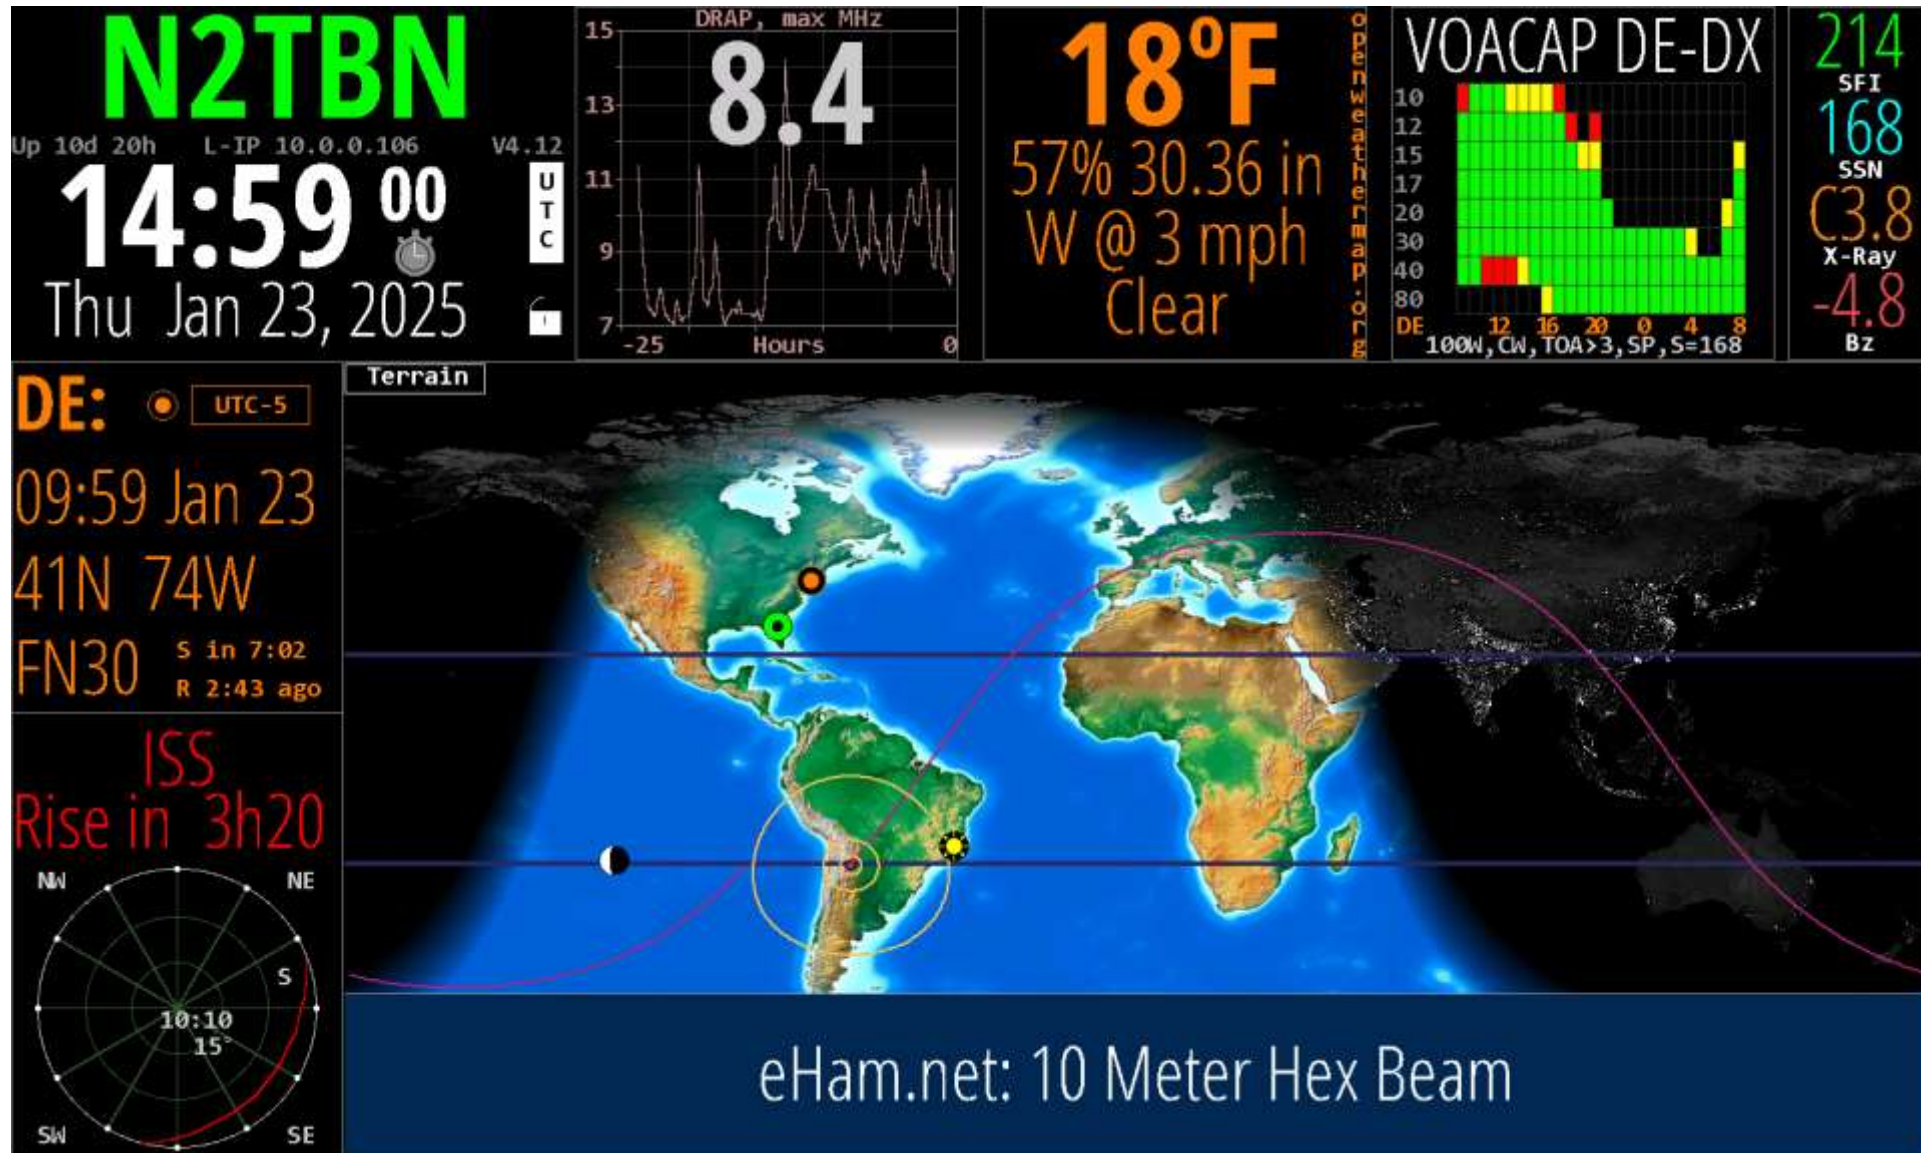 N2TBN
Up 10d 20h L-IP 10.0.0.106 V4.12
14:59 00
UTC
Thu Jan 23, 2025
DRAP, max MHz
8.4
15
13
11
9
7
-25 Hours 0
18ºF
57% 30.36 in
W @ 3 mph
Clear
openweathermap.org
VOACAP DE-DX
10
12
15
17
20
30
40
80
DE 12 16 20 0 4 8
100W,CW,TOA>3,SP,S=168
214
SFI
168
SSN
C3.8
X-Ray
-4.8
Bz
DE: UTC-5
09:59 Jan 23
41N 74W
FN30
S in 7:02
R 2:43 ago
Terrain
ISS
Rise in 3h20
NW NE
S
10:10
15°
SW SE
eHam.net: 10 Meter Hex Beam